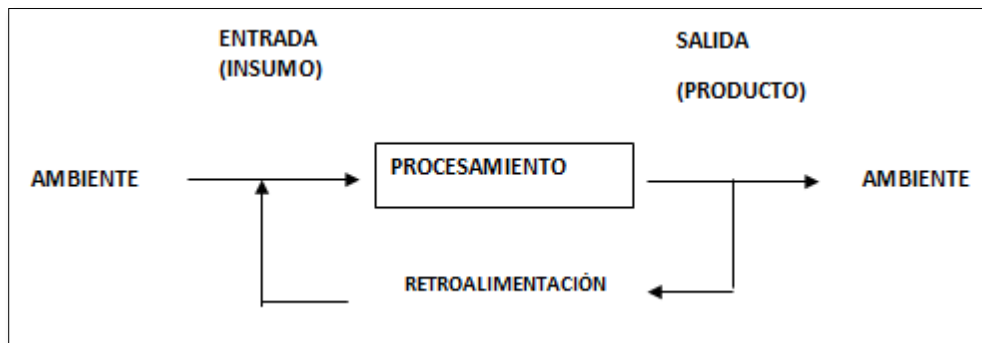 ENTRADA
(INSUMO)
SALIDA
(PRODUCTO)
AMBIENTE
PROCESAMIENTO
AMBIENTE
RETROALIMENTACIÓN